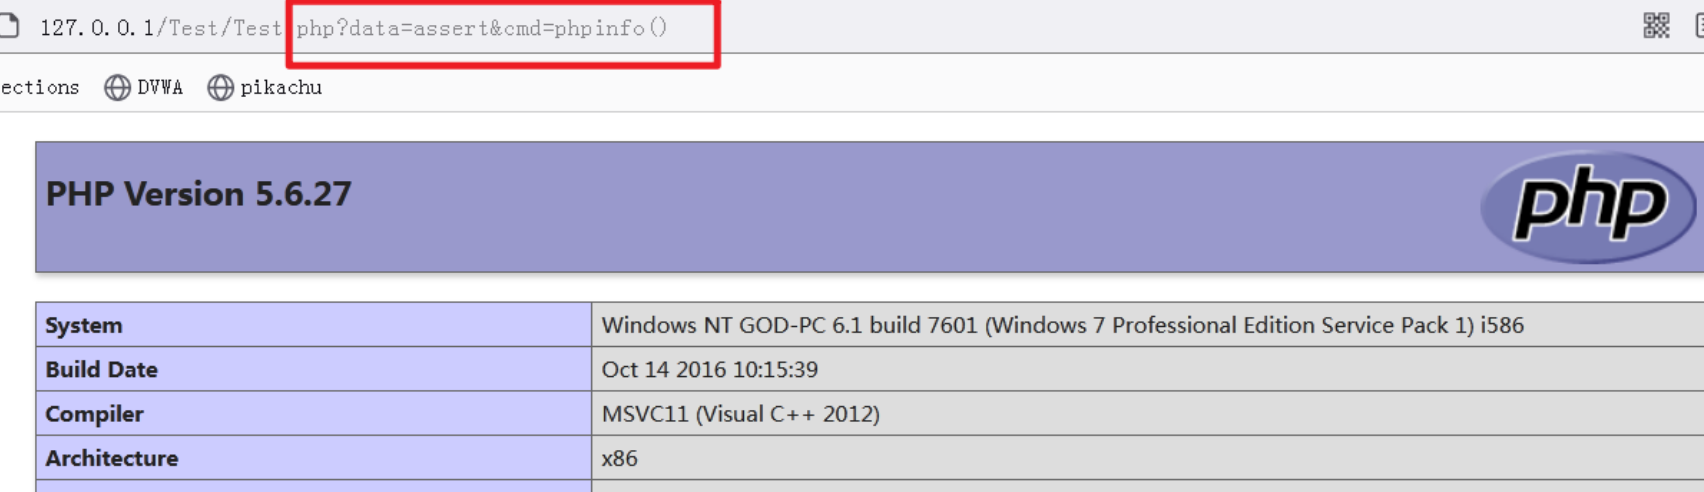 127.0.0.1/Test/Test.php?data=assert&cmd=phpinfo()
ections DVWA pikachu
PHP Version 5.6.27
php
System Windows NT GOD-PC 6.1 build 7601 (Windows 7 Professional Edition Service Pack 1) i586
Build Date Oct 14 2016 10:15:39
Compiler MSVC11 (Visual C++ 2012)
Architecture x86